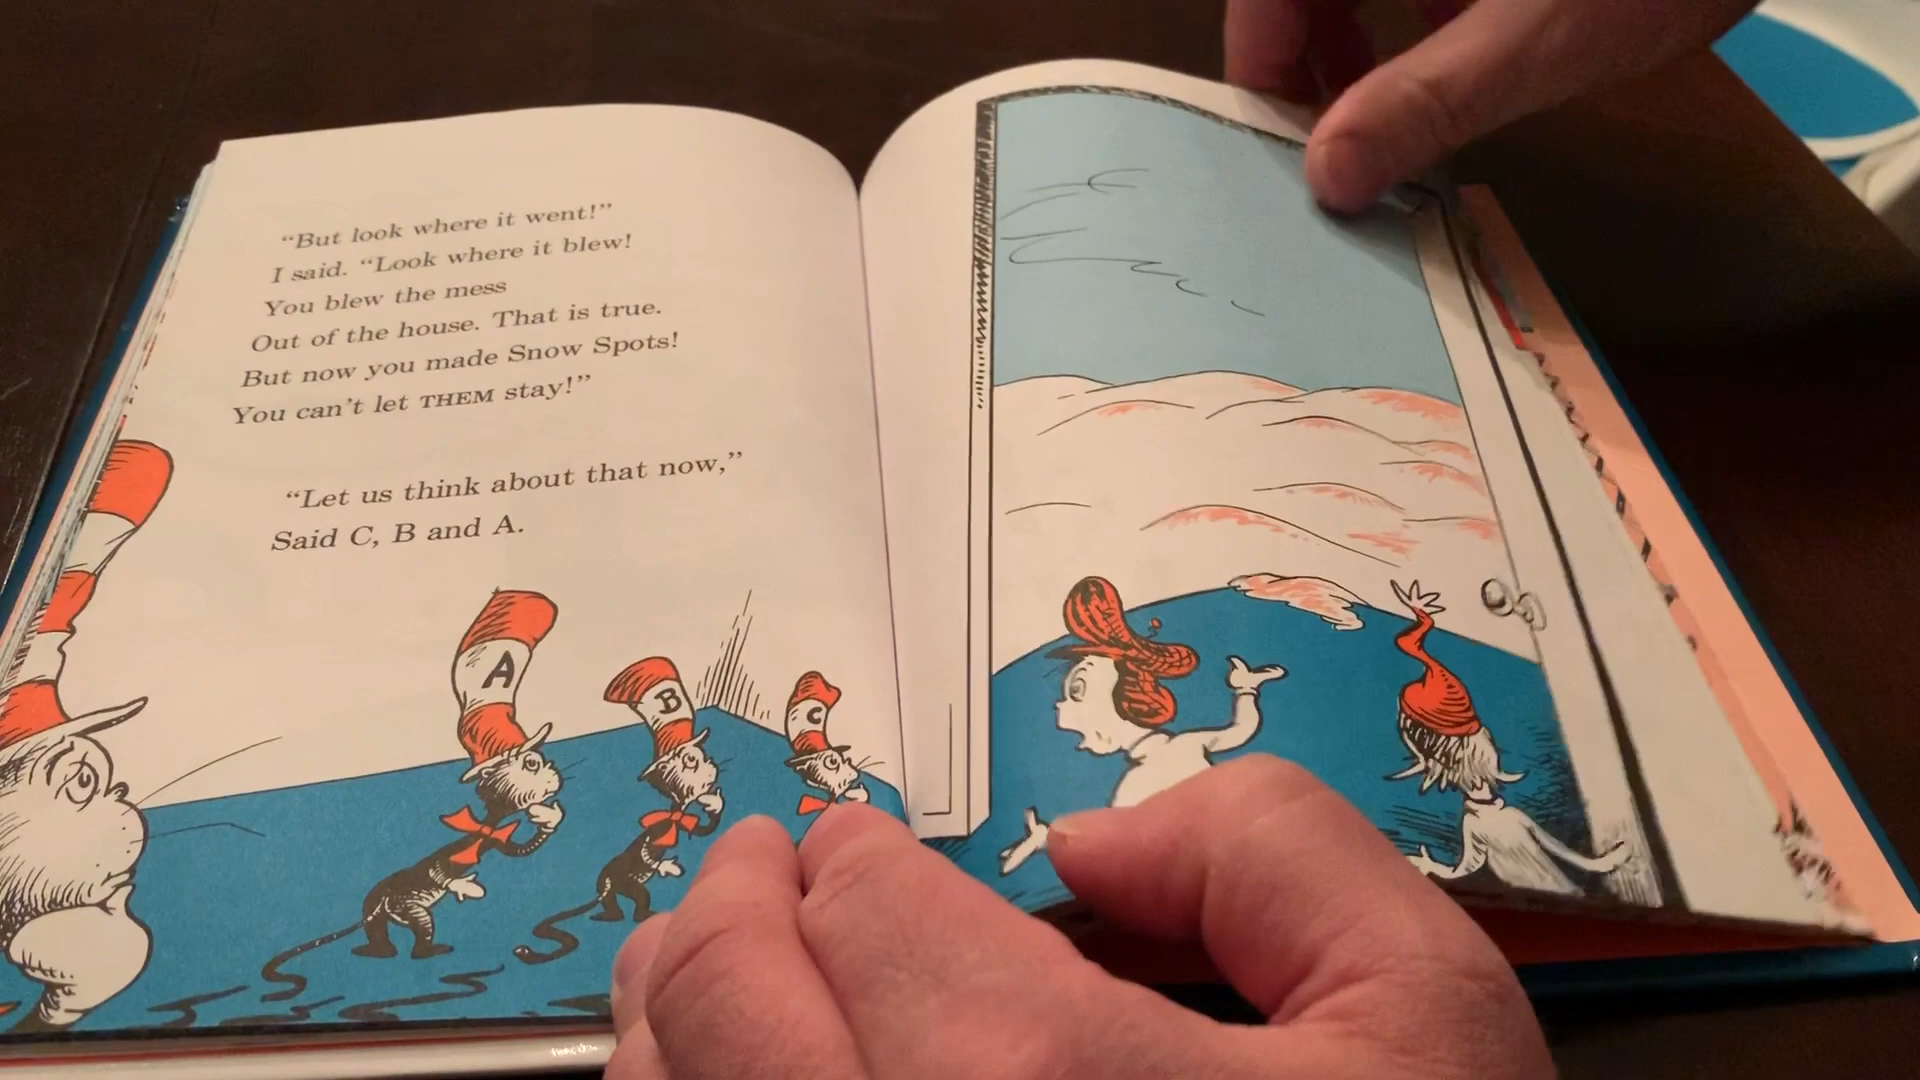 “But look where it went!”
I said. “Look where it blew!
You blew the mess
Out of the house. That is true.
But now you made Snow Spots!
You can’t let THEM stay!”
“Let us think about that now,”
Said C, B and A.
A
B
C